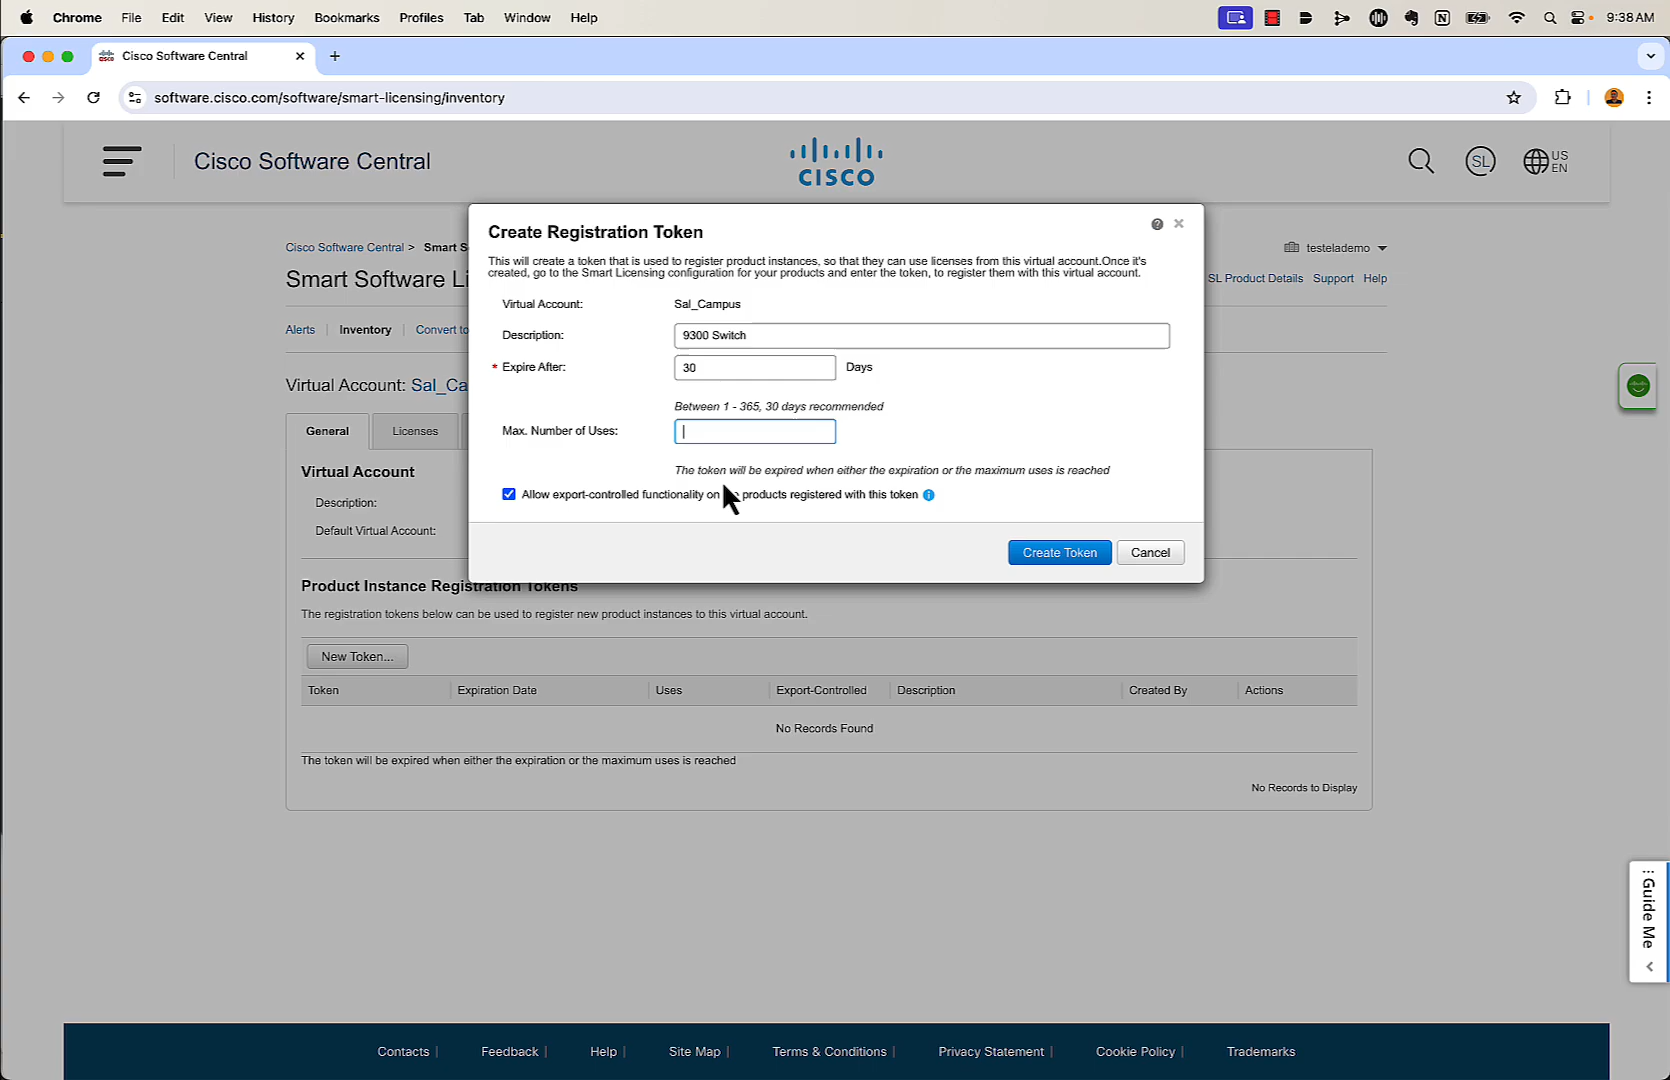 Chrome File Edit View History Bookmarks Profiles Tab Window Help 9:38 AM
Cisco Software Central
software.cisco.com/software/smart-licensing/inventory
Cisco Software Central
CISCO
SL
US
EN
Cisco Software Central > Smart S
testelademo
Smart Software Li
SL Product Details Support Help
Alerts Inventory Convert to
Virtual Account: Sal_Ca
General Licenses
Virtual Account
Description:
Default Virtual Account:
Create Registration Token
This will create a token that is used to register product instances, so that they can use licenses from this virtual account.Once it's
created, go to the Smart Licensing configuration for your products and enter the token, to register them with this virtual account.
Virtual Account: Sal_Campus
Description: 9300 Switch
* Expire After: 30 Days
Between 1 - 365, 30 days recommended
Max. Number of Uses:
The token will be expired when either the expiration or the maximum uses is reached
Allow export-controlled functionality on products registered with this token
Create Token Cancel
Product Instance Registration Tokens
The registration tokens below can be used to register new product instances to this virtual account.
New Token...
Token Expiration Date Uses Export-Controlled Description Created By Actions
No Records Found
The token will be expired when either the expiration or the maximum uses is reached
No Records to Display
Guide Me
Contacts | Feedback | Help | Site Map | Terms & Conditions | Privacy Statement | Cookie Policy | Trademarks